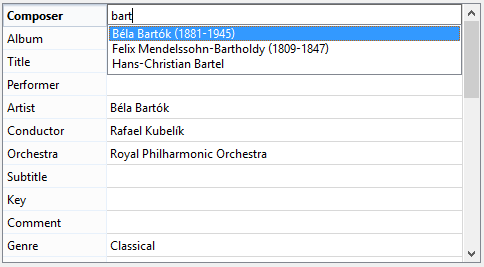 Composer bart
Album Béla Bartók (1881-1945)
Felix Mendelssohn-Bartholdy (1809-1847)
Title Hans-Christian Bartel
Performer
Artist Béla Bartók
Conductor Rafael Kubelík
Orchestra Royal Philharmonic Orchestra
Subtitle
Key
Comment
Genre Classical